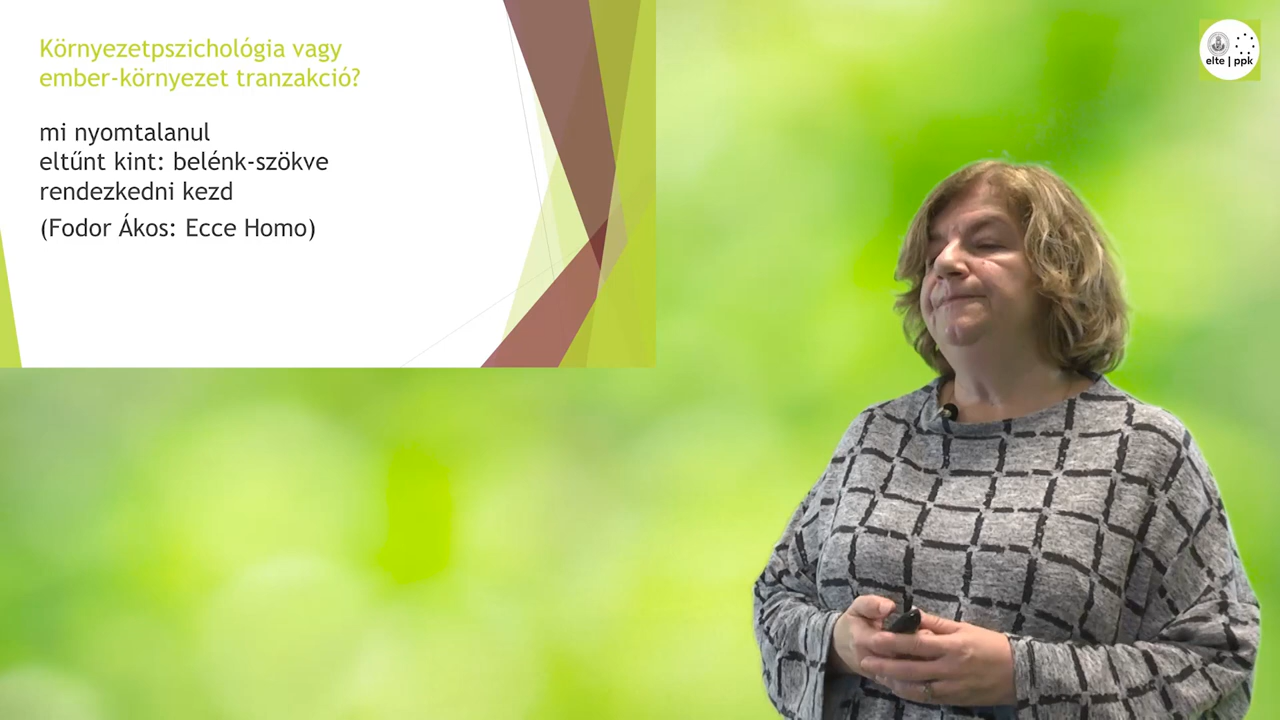 Környezetpszichológia vagy
ember-környezet tranzakció?
mi nyomtalanul
eltűnt kint: belénk-szökve
rendezkedni kezd
(Fodor Ákos: Ecce Homo)
elte | ppk